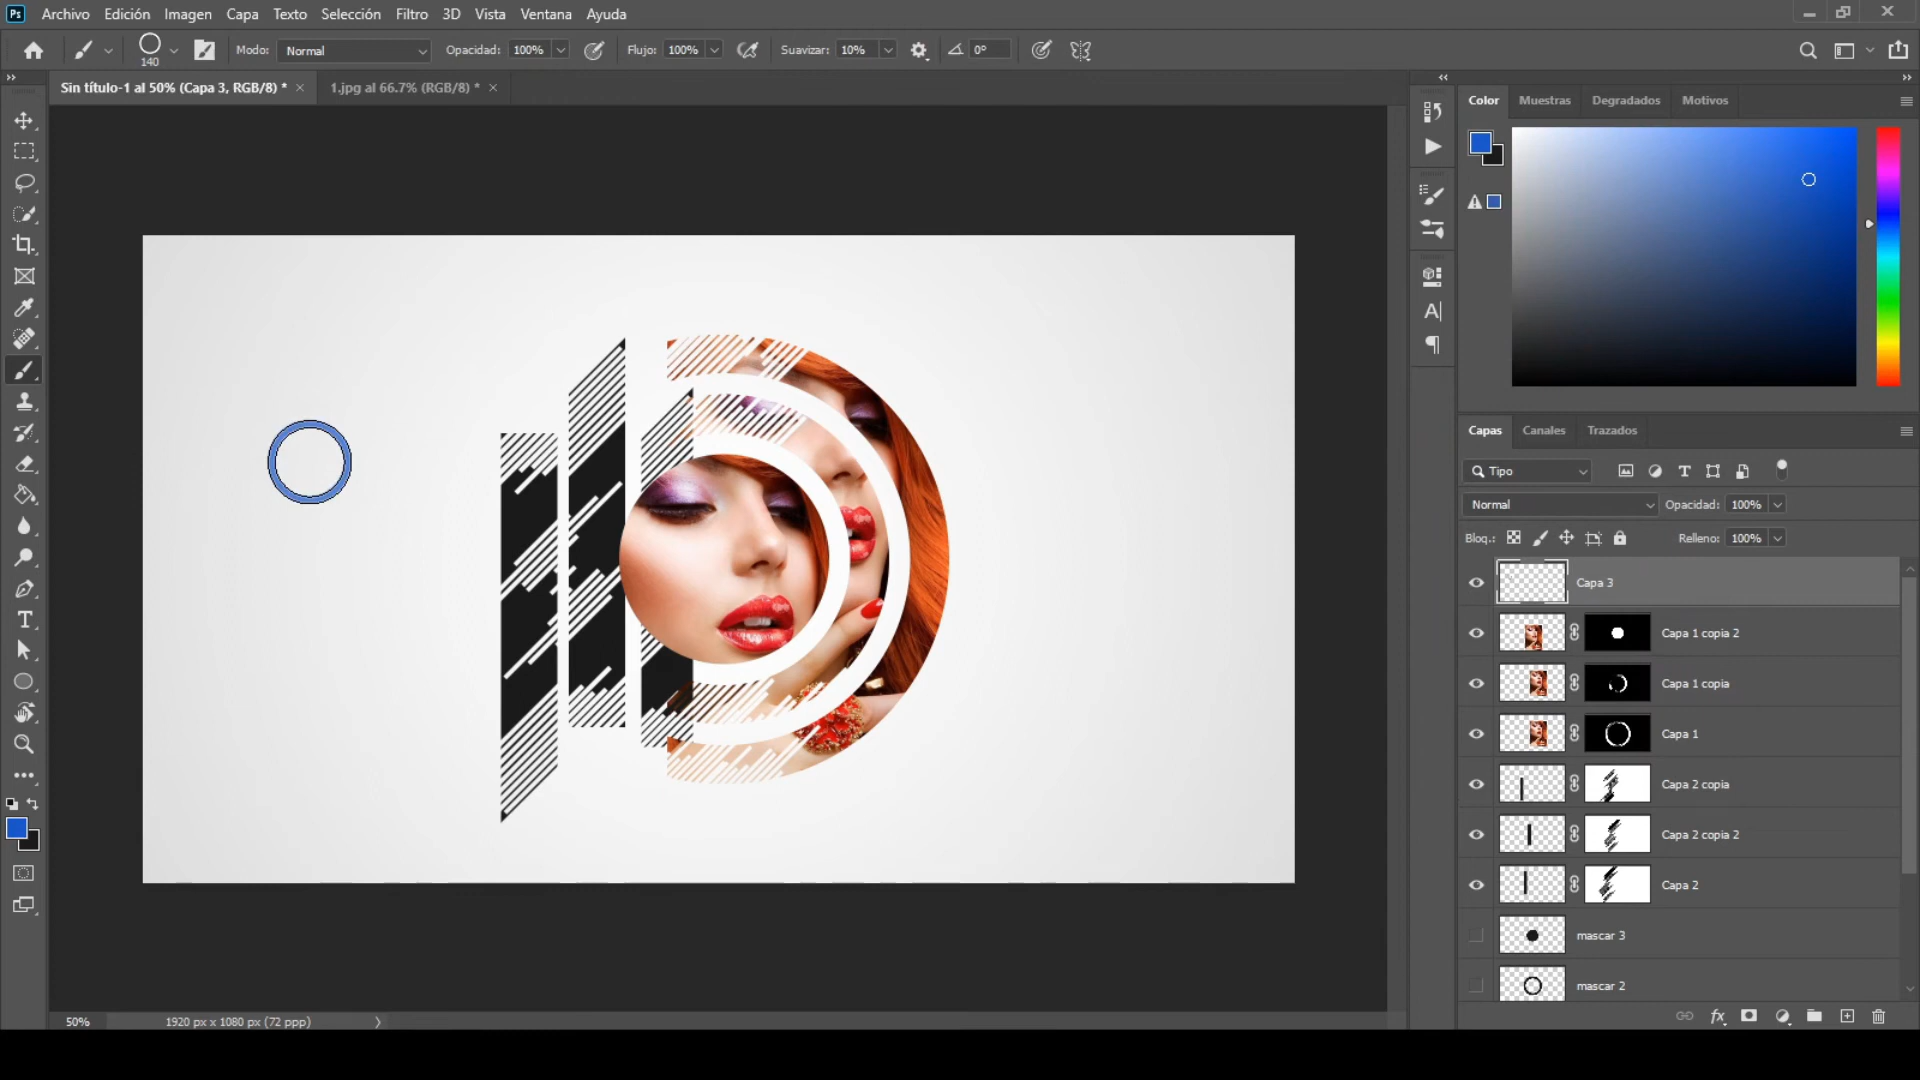 Ps Archivo Edición Imagen Capa Texto Selección Filtro 3D Vista Ventana Ayuda
140 Modo: Normal Opacidad: 100% Flujo: 100% Suavizar: 10% 0°
Sin título-1 al 50% (Capa 3, RGB/8) * × 1.jpg al 66.7% (RGB/8) * ×
Color Muestras Degradados Motivos
Capas Canales Trazados
Tipo
Normal Opacidad: 100%
Bloq.: Relleno: 100%
Capa 3
Capa 1 copia 2
Capa 1 copia
Capa 1
Capa 2 copia
Capa 2 copia 2
Capa 2
mascar 3
mascar 2
fx
50% 1920 px x 1080 px (72 ppp)